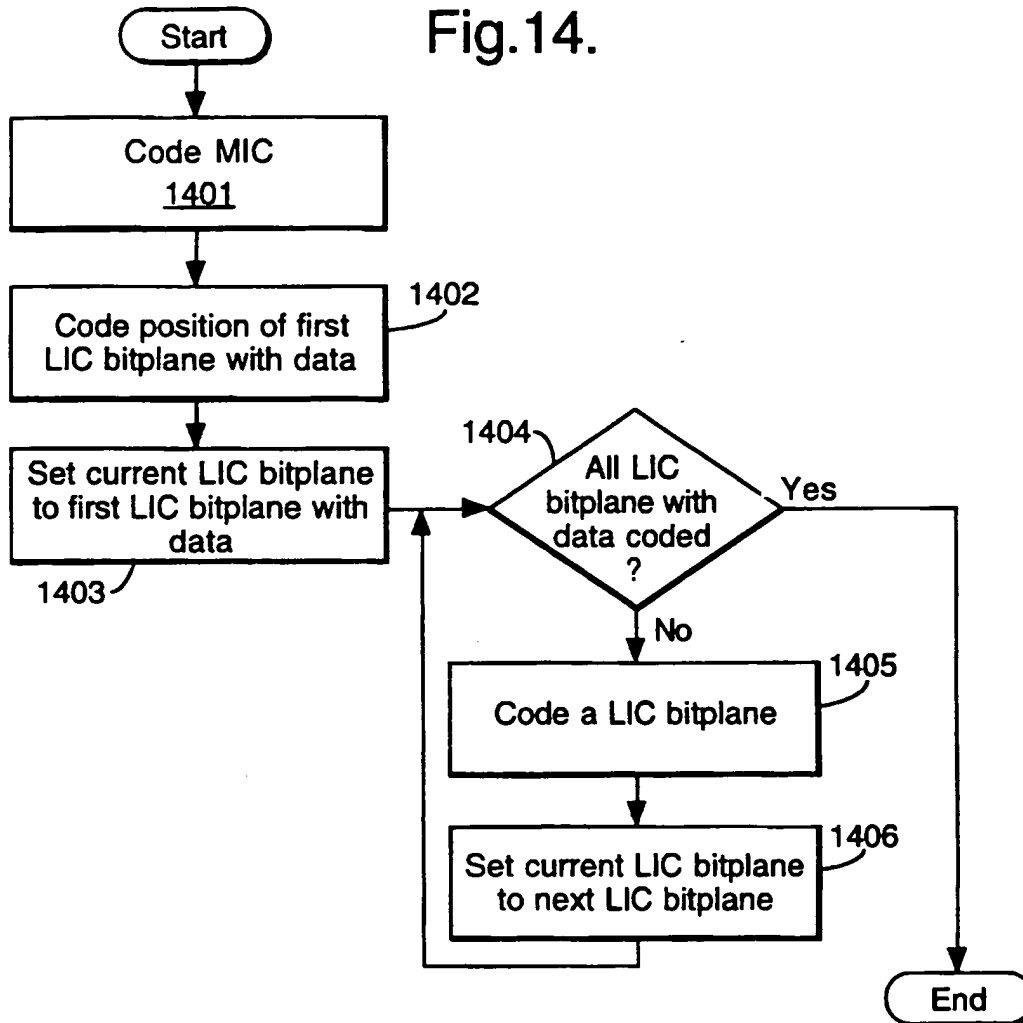 Fig.14.
Start
Code MIC
1401
1402
Code position of first
LIC bitplane with data
Set current LIC bitplane
to first LIC bitplane with
data
1403
1404
All LIC
bitplane with
data coded
?
Yes
No
1405
Code a LIC bitplane
1406
Set current LIC bitplane
to next LIC bitplane
End